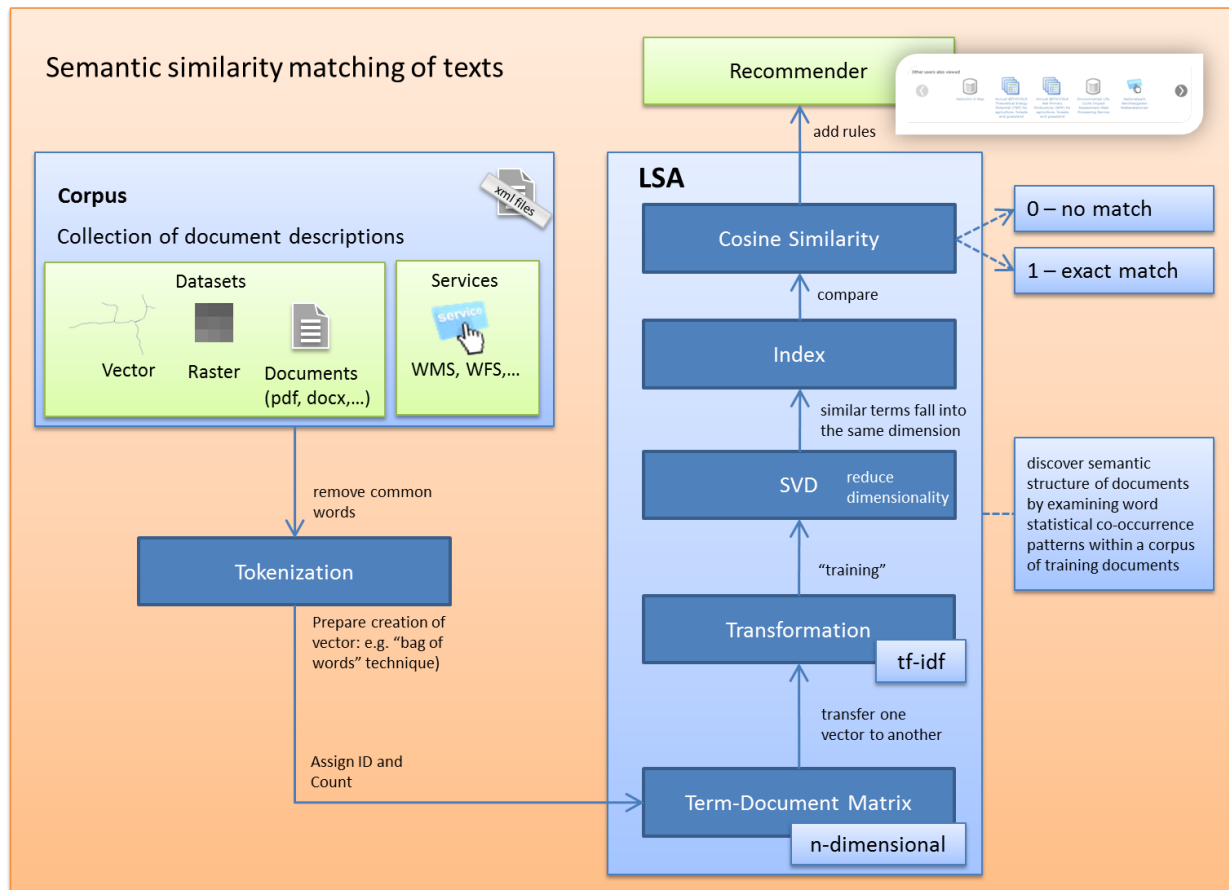 Semantic similarity matching of texts
Recommender
Other users also viewed
add rules
Corpus
xml files
Collection of document descriptions
Datasets
Vector
Raster
Documents
(pdf, docx,...)
Services
service
WMS, WFS,...
remove common
words
Tokenization
Prepare creation of
vector: e.g. “bag of
words” technique)
Assign ID and
Count
LSA
Cosine Similarity
0 – no match
1 – exact match
compare
Index
similar terms fall into
the same dimension
SVD
reduce
dimensionality
discover semantic
structure of documents
by examining word
statistical co-occurrence
patterns within a corpus
of training documents
“training”
Transformation
tf-idf
transfer one
vector to another
Term-Document Matrix
n-dimensional